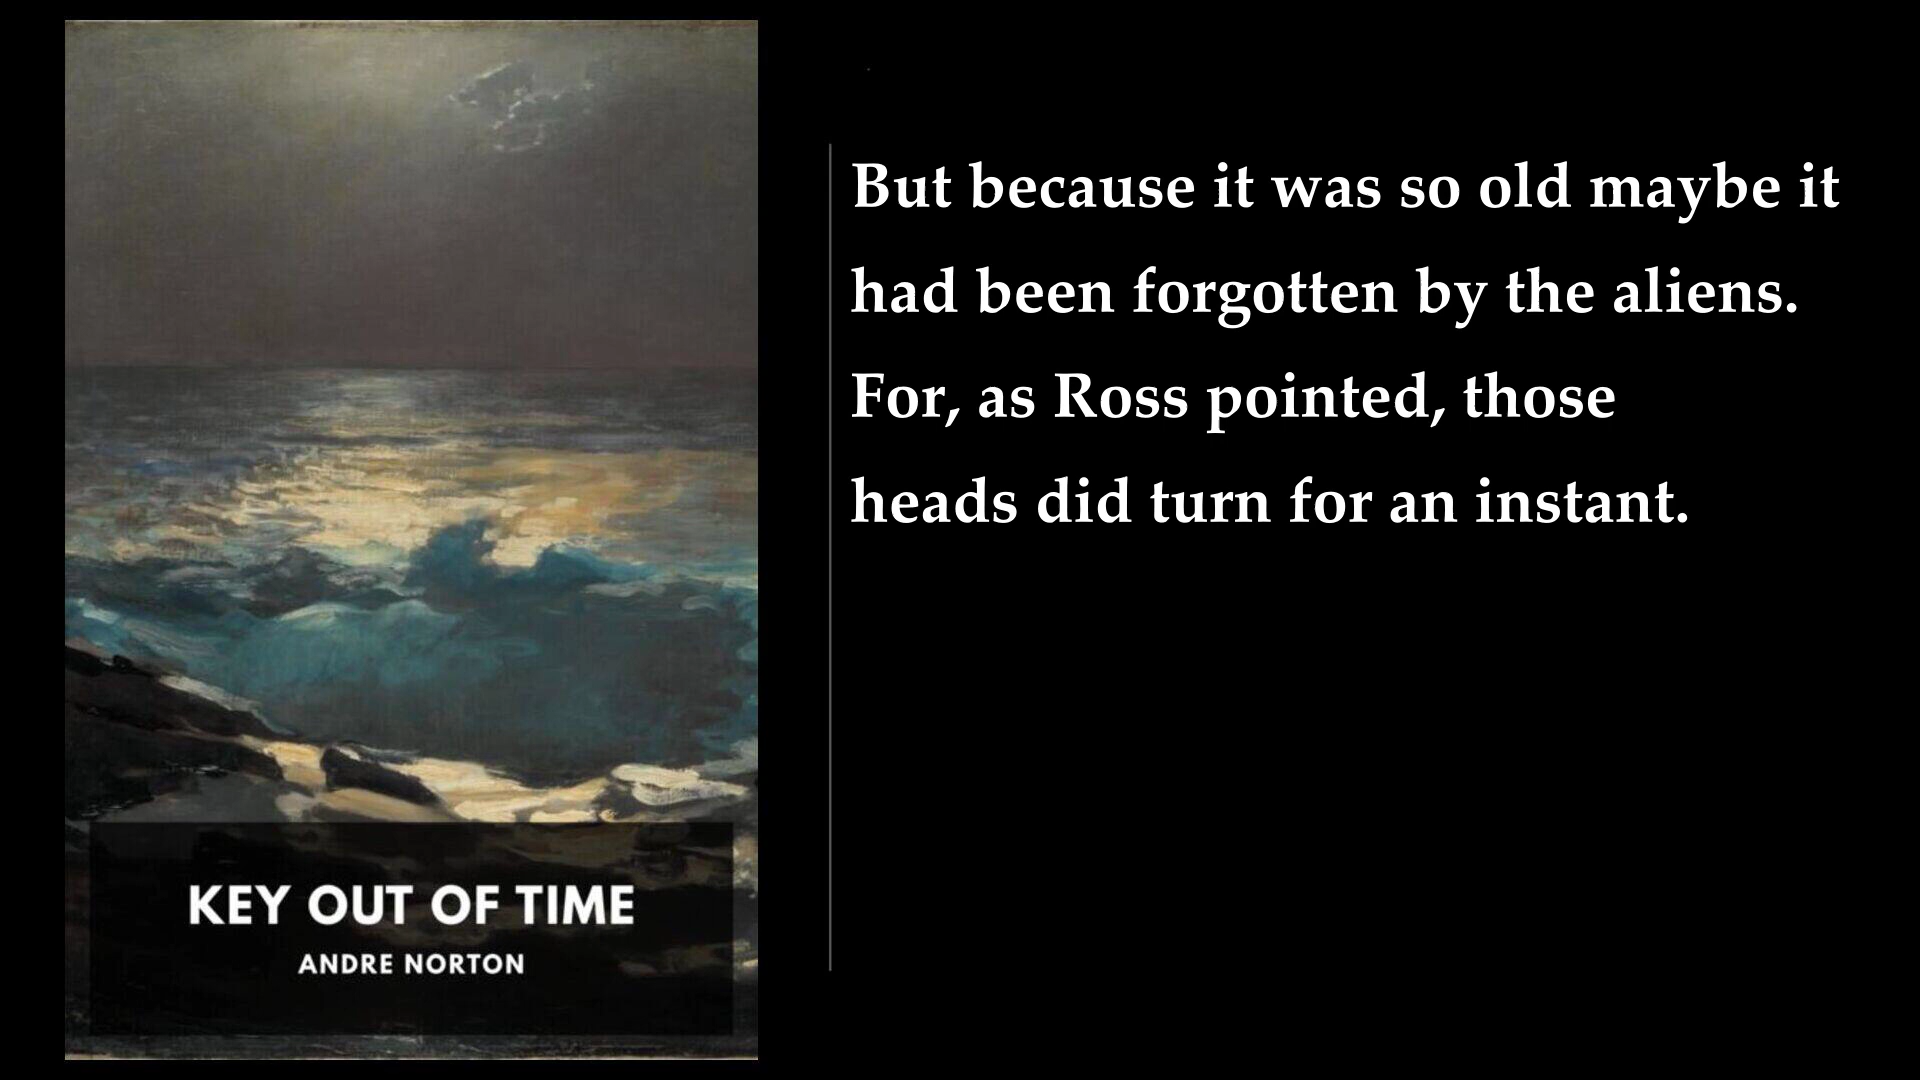 KEY OUT OF TIME
ANDRE NORTON
But because it was so old maybe it
had been forgotten by the aliens.
For, as Ross pointed, those
heads did turn for an instant.